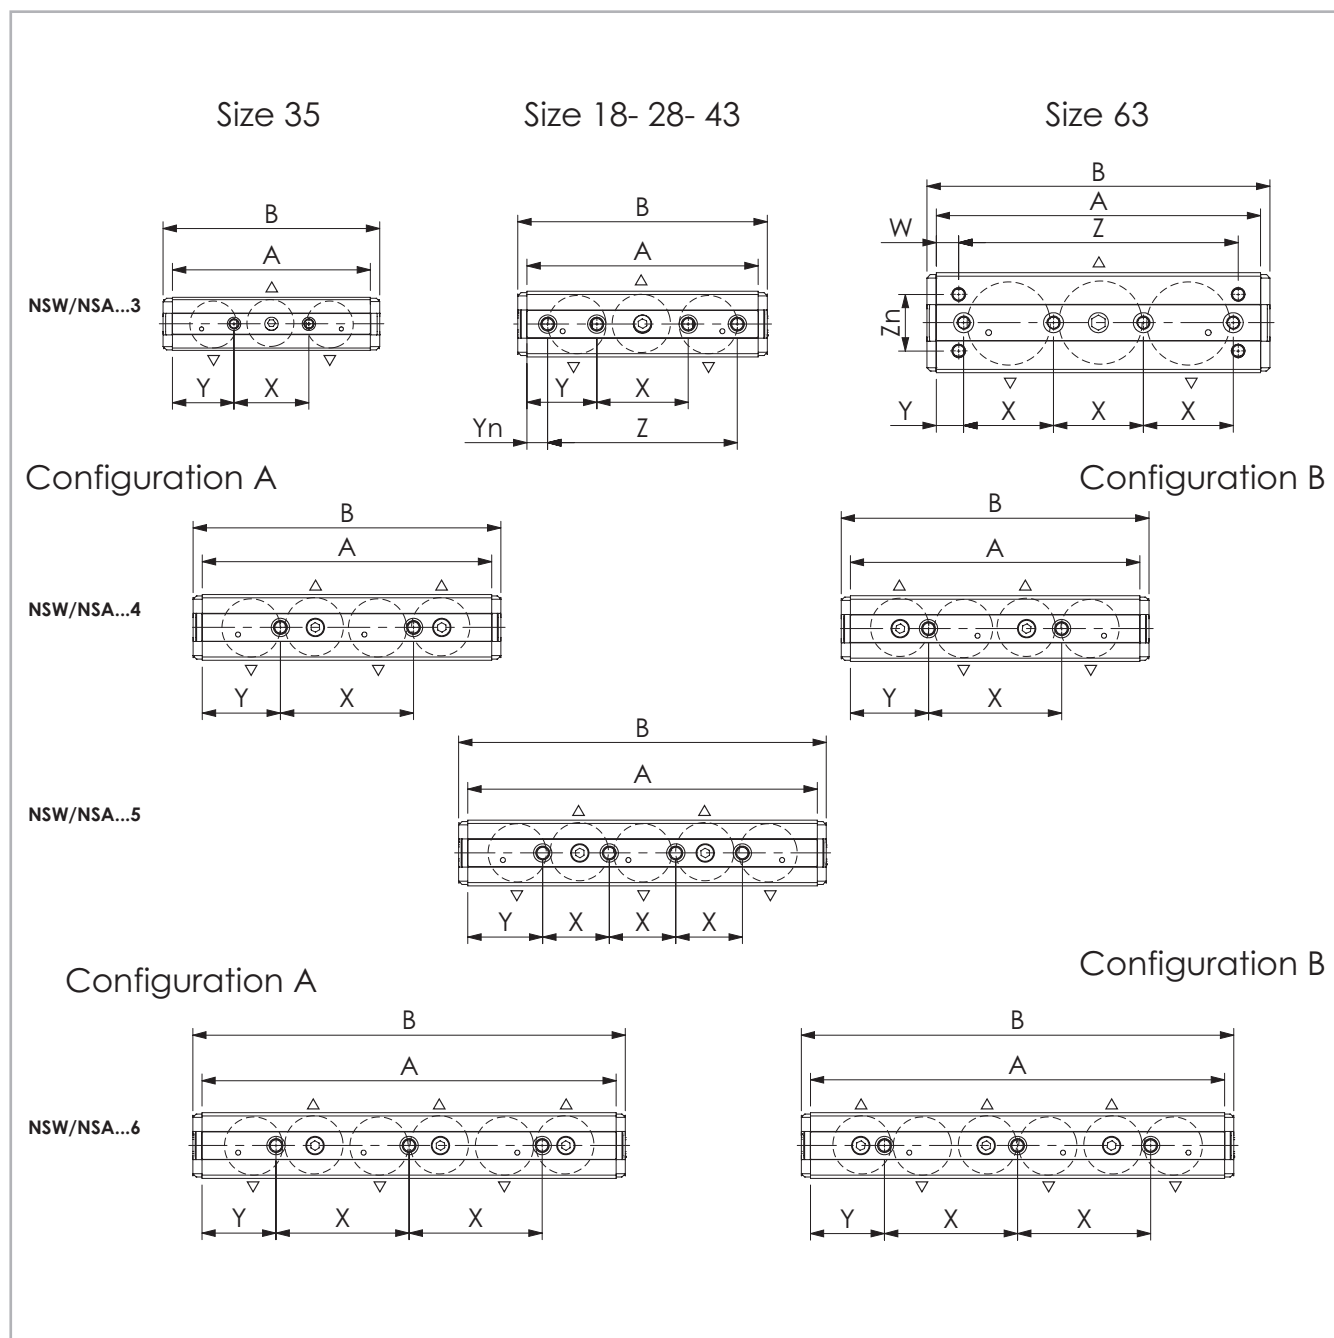 Size 35
Size 18- 28- 43
Size 63
B
A
Y
X
NSW/NSA...3
B
A
Y
X
Yn
Z
B
A
W
Z
Zn
Y
X
X
X
Configuration A
Configuration B
NSW/NSA...4
B
A
Y
X
B
A
Y
X
NSW/NSA...5
B
A
Y
X
X
X
Configuration A
Configuration B
NSW/NSA...6
B
A
Y
X
X
B
A
Y
X
X